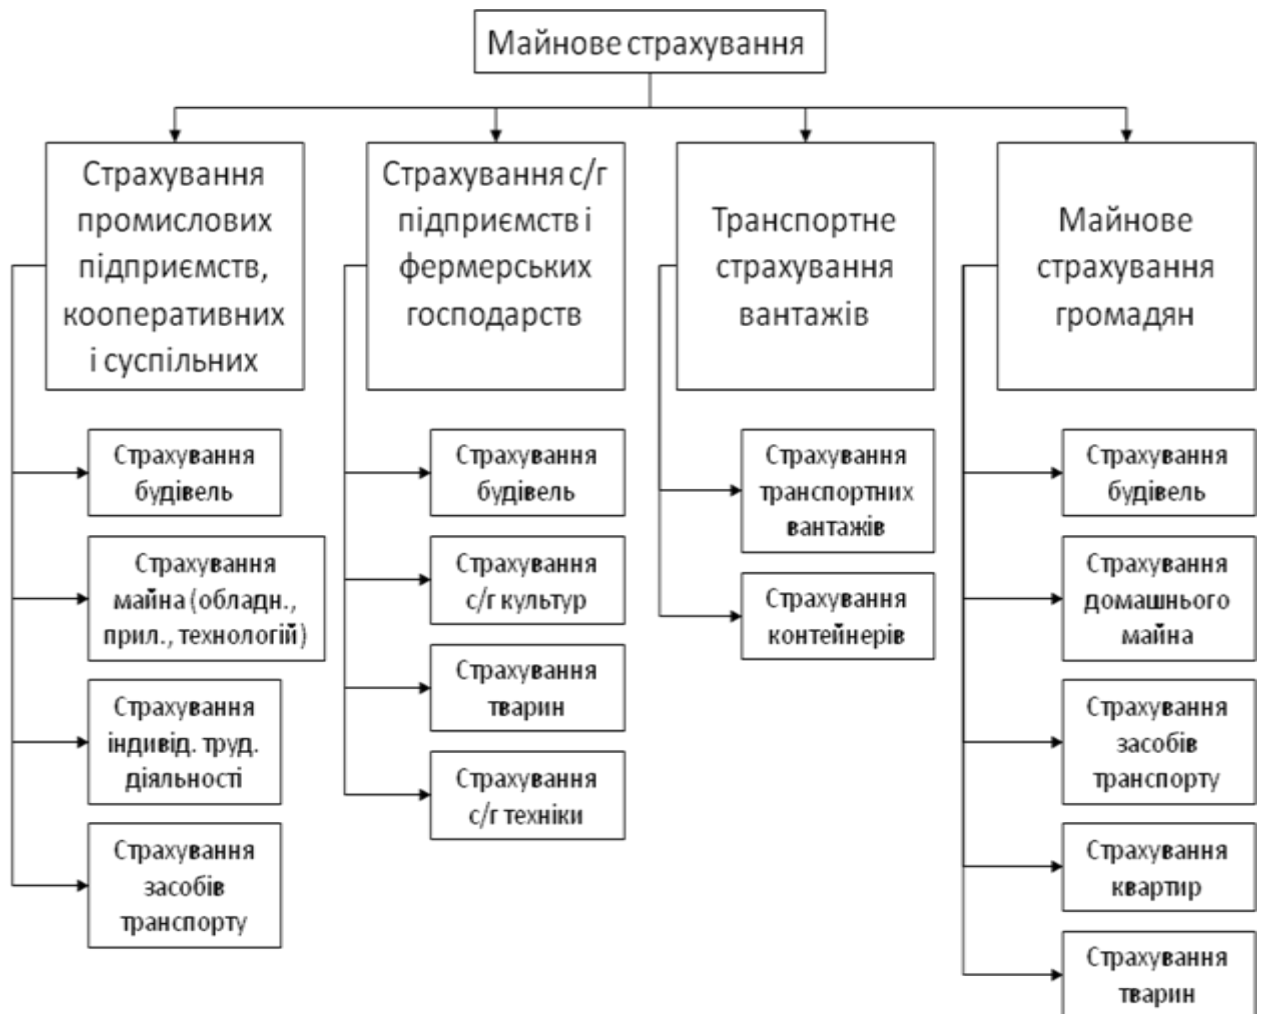 Майнове страхування
Страхування
промислових
підприємств,
кооперативних
і суспільних
Страхування с/г
підприємств і
фермерських
господарств
Транспортне
страхування
вантажів
Майнове
страхування
громадян
Страхування
будівель
Страхування
майна (обладн.,
прил., технологій)
Страхування
індивід. труд.
діяльності
Страхування
засобів
транспорту
Страхування
будівель
Страхування
с/г культур
Страхування
тварин
Страхування
с/г техніки
Страхування
транспортних
вантажів
Страхування
контейнерів
Страхування
будівель
Страхування
домашнього
майна
Страхування
засобів
транспорту
Страхування
квартир
Страхування
тварин